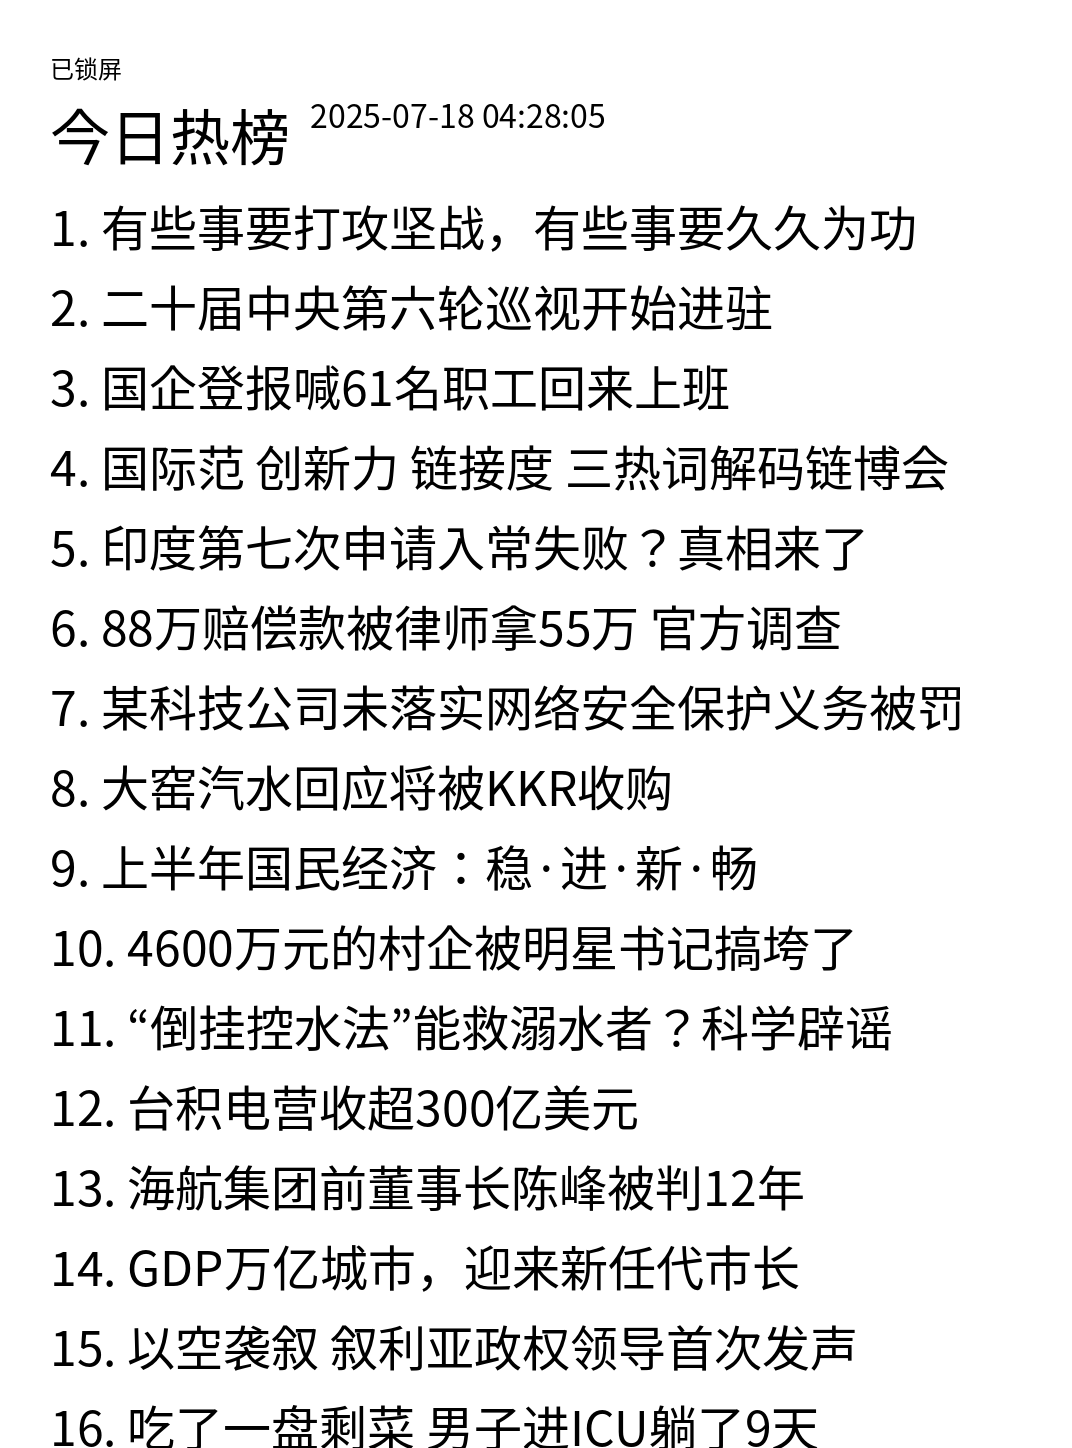 已锁屏
今日热榜 2025-07-18 04:28:05
1. 有些事要打攻坚战，有些事要久久为功
2. 二十届中央第六轮巡视开始进驻
3. 国企登报喊61名职工回来上班
4. 国际范 创新力 链接度 三热词解码链博会
5. 印度第七次申请入常失败？真相来了
6. 88万赔偿款被律师拿55万 官方调查
7. 某科技公司未落实网络安全保护义务被罚
8. 大窑汽水回应将被KKR收购
9. 上半年国民经济：稳·进·新·畅
10. 4600万元的村企被明星书记搞垮了
11. “倒挂控水法”能救溺水者？科学辟谣
12. 台积电营收超300亿美元
13. 海航集团前董事长陈峰被判12年
14. GDP万亿城市，迎来新任代市长
15. 以空袭叙 叙利亚政权领导首次发声
16. 吃了一盘剩菜 男子进ICU躺了9天